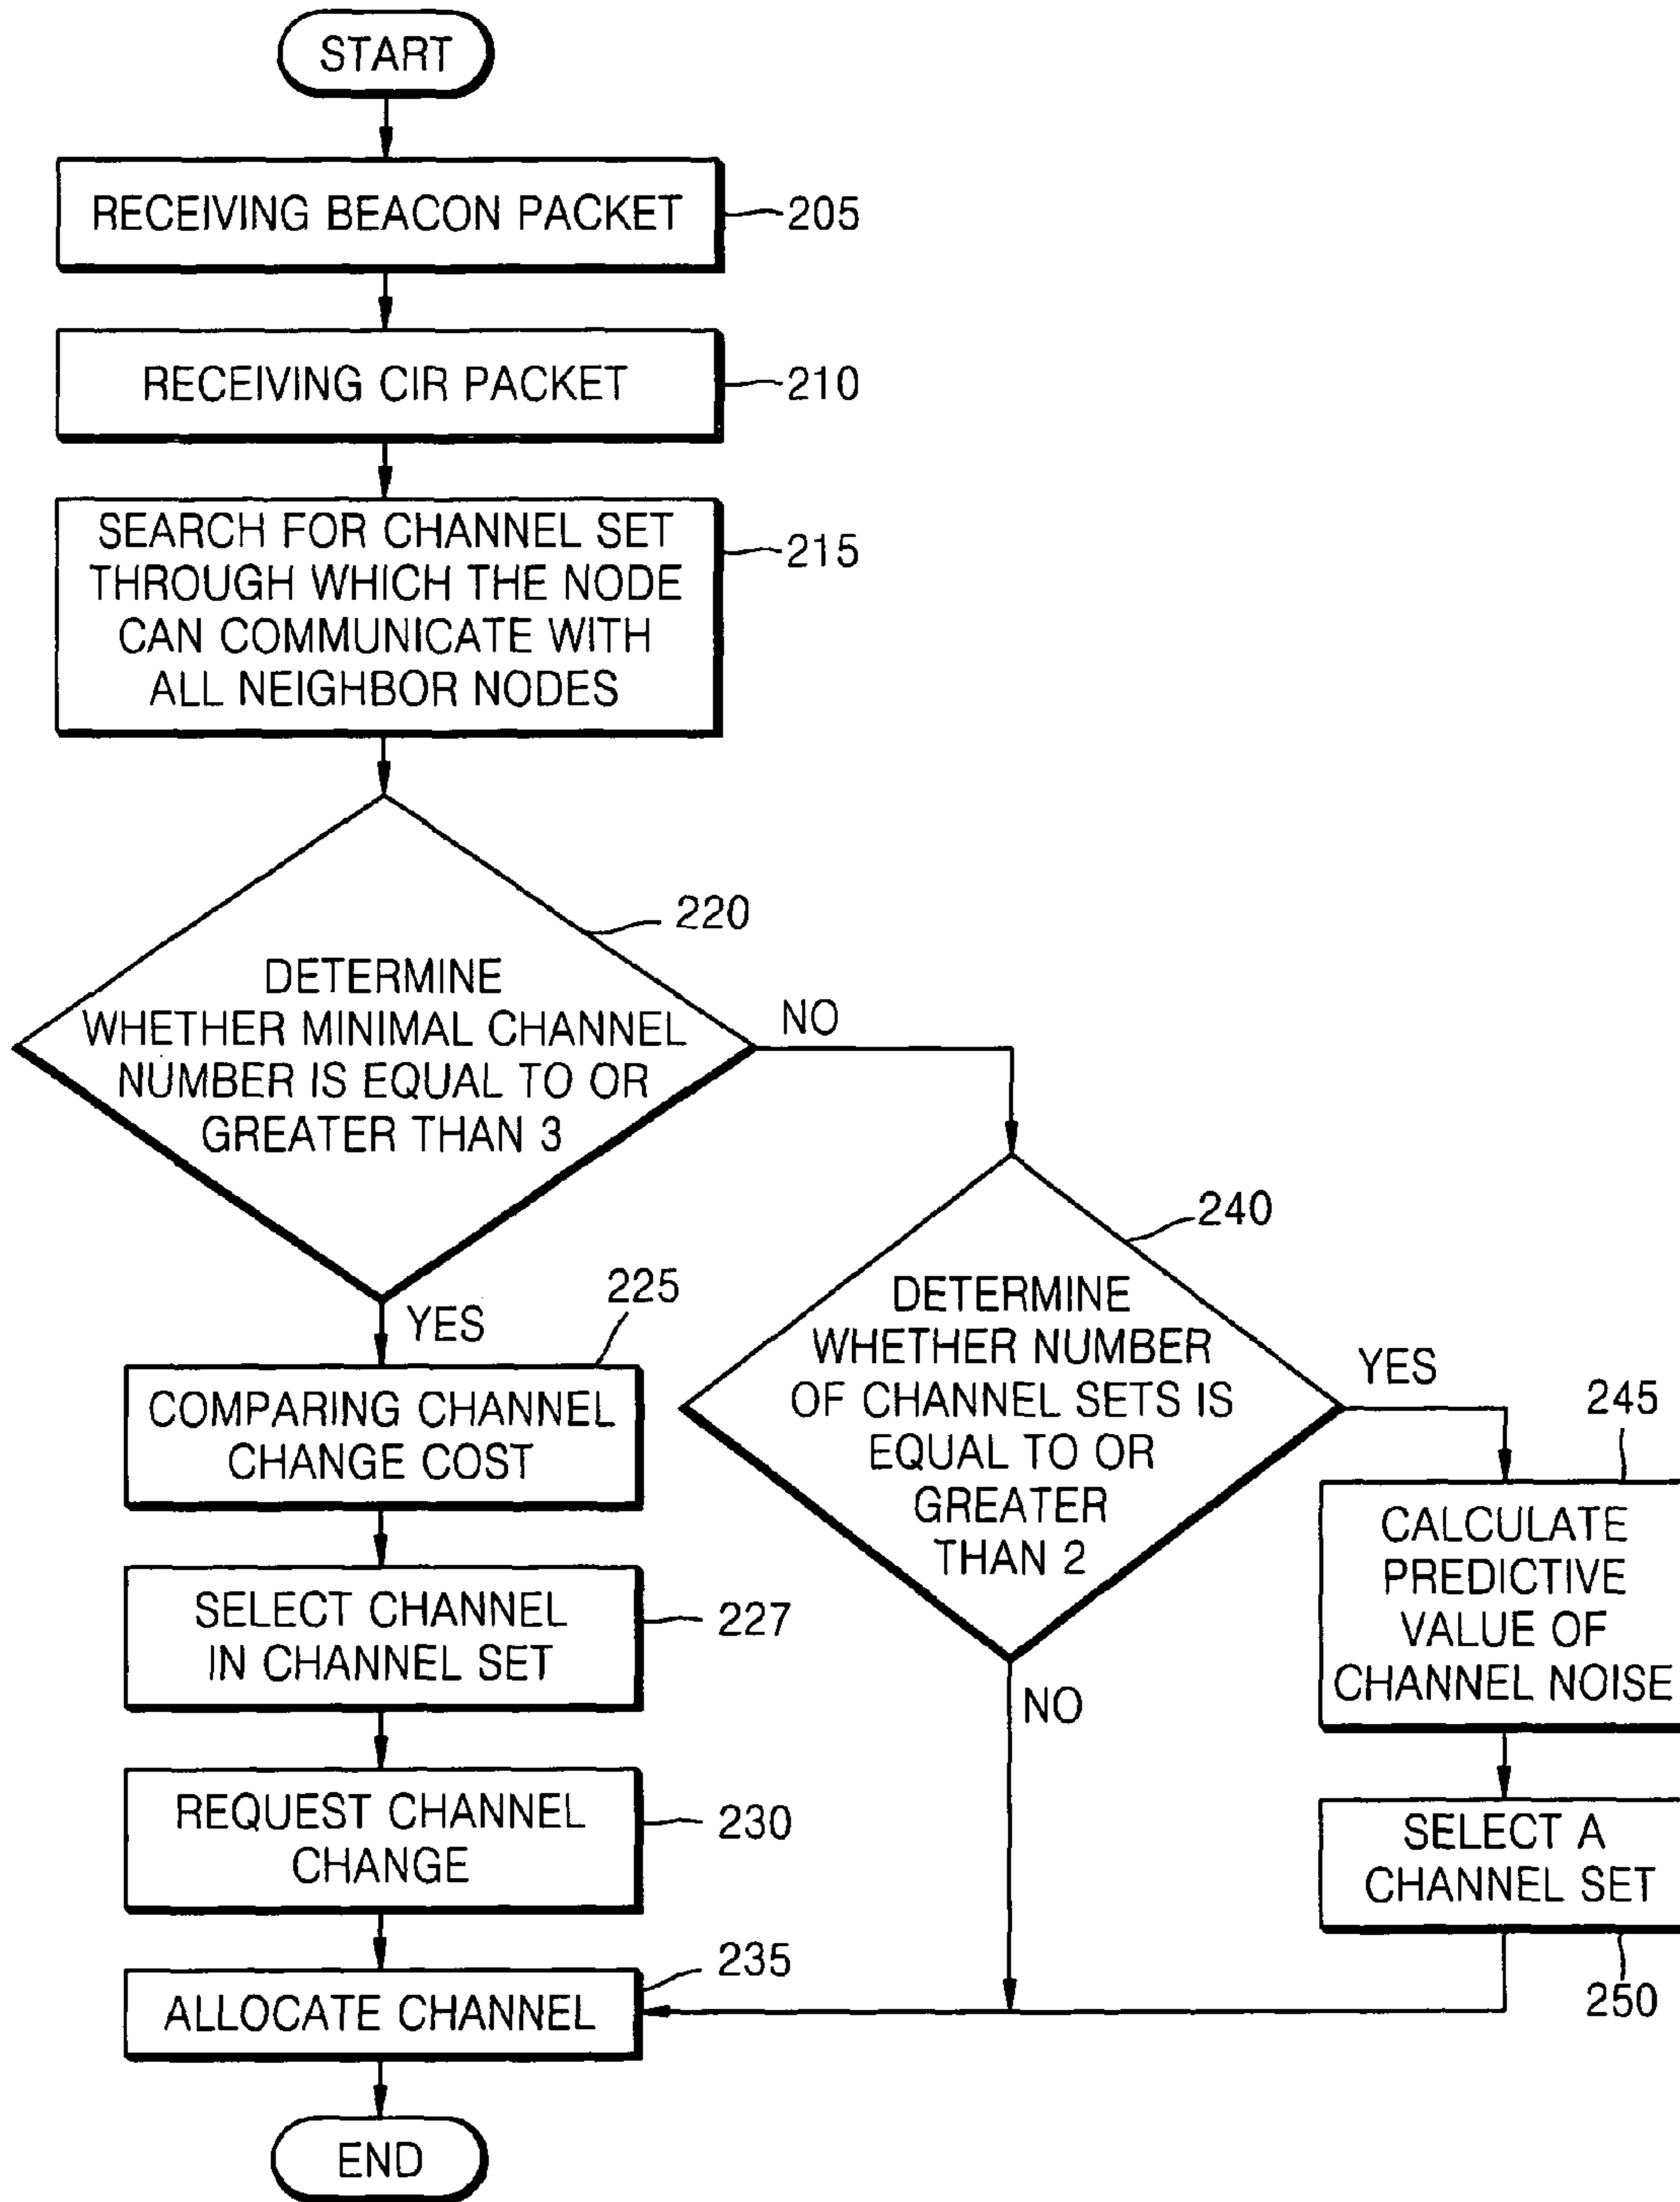 START
RECEIVING BEACON PACKET
205
RECEIVING CIR PACKET
210
SEARCH FOR CHANNEL SET
THROUGH WHICH THE NODE
CAN COMMUNICATE WITH
ALL NEIGHBOR NODES
215
220
DETERMINE
WHETHER MINIMAL CHANNEL
NUMBER IS EQUAL TO OR
GREATER THAN 3
NO
YES
225
COMPARING CHANNEL
CHANGE COST
SELECT CHANNEL
IN CHANNEL SET
227
REQUEST CHANNEL
CHANGE
230
235
ALLOCATE CHANNEL
END
240
DETERMINE
WHETHER NUMBER
OF CHANNEL SETS IS
EQUAL TO OR
GREATER
THAN 2
YES
NO
245
CALCULATE
PREDICTIVE
VALUE OF
CHANNEL NOISE
SELECT A
CHANNEL SET
250